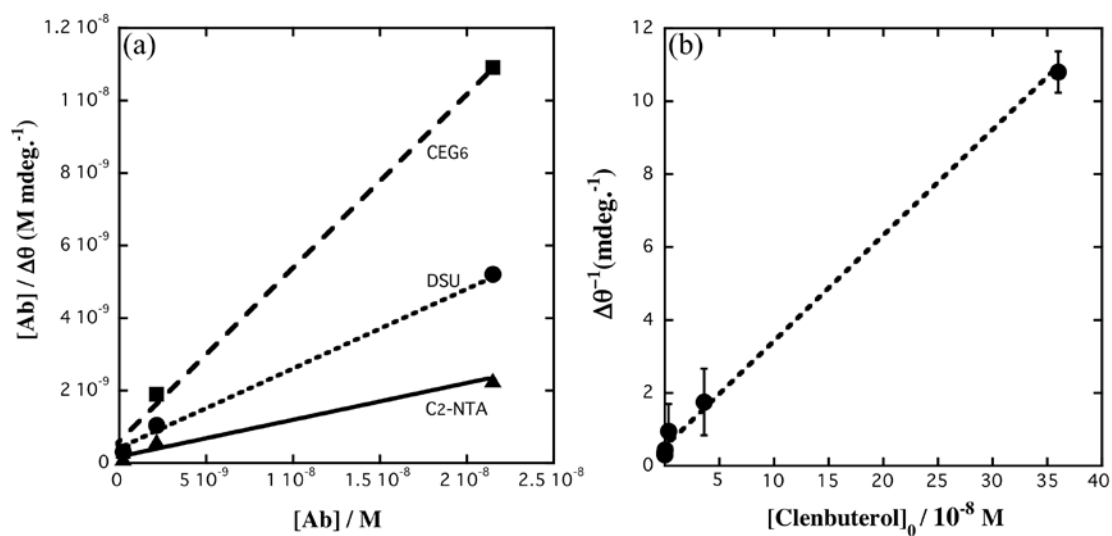 (a)
1.2 10⁻⁸
1 10⁻⁸
8 10⁻⁹
6 10⁻⁹
4 10⁻⁹
2 10⁻⁹
0
[Ab] / Δθ (M mdeg.⁻¹)
CEG6
DSU
C2-NTA
0 5 10⁻⁹ 1 10⁻⁸ 1.5 10⁻⁸ 2 10⁻⁸ 2.5 10⁻⁸
[Ab] / M
(b)
12
10
8
6
4
2
0
Δθ⁻¹(mdeg.⁻¹)
5 10 15 20 25 30 35 40
[Clenbuterol]₀ / 10⁻⁸ M